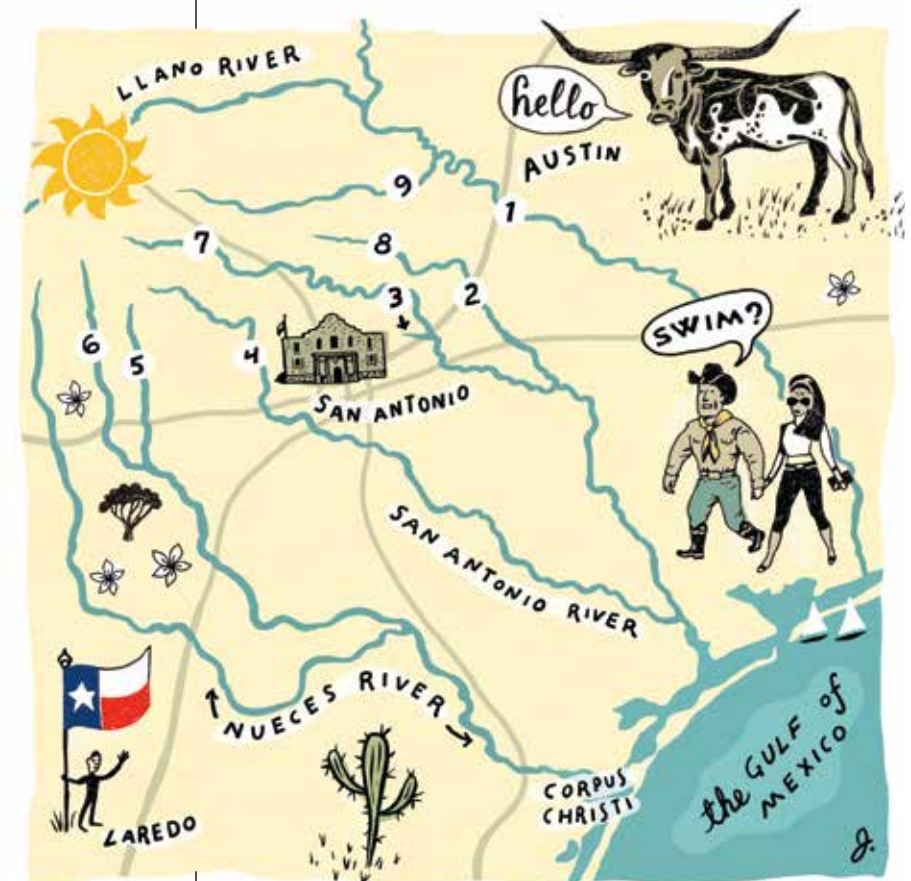 LLANO RIVER
hello
AUSTIN
9
1
7
8
3
2
SWIM?
6
5
4
SAN ANTONIO
SAN ANTONIO RIVER
NUECES RIVER
the GULF of
MEXICO
CORPUS
CHRISTI
LAREDO
J.